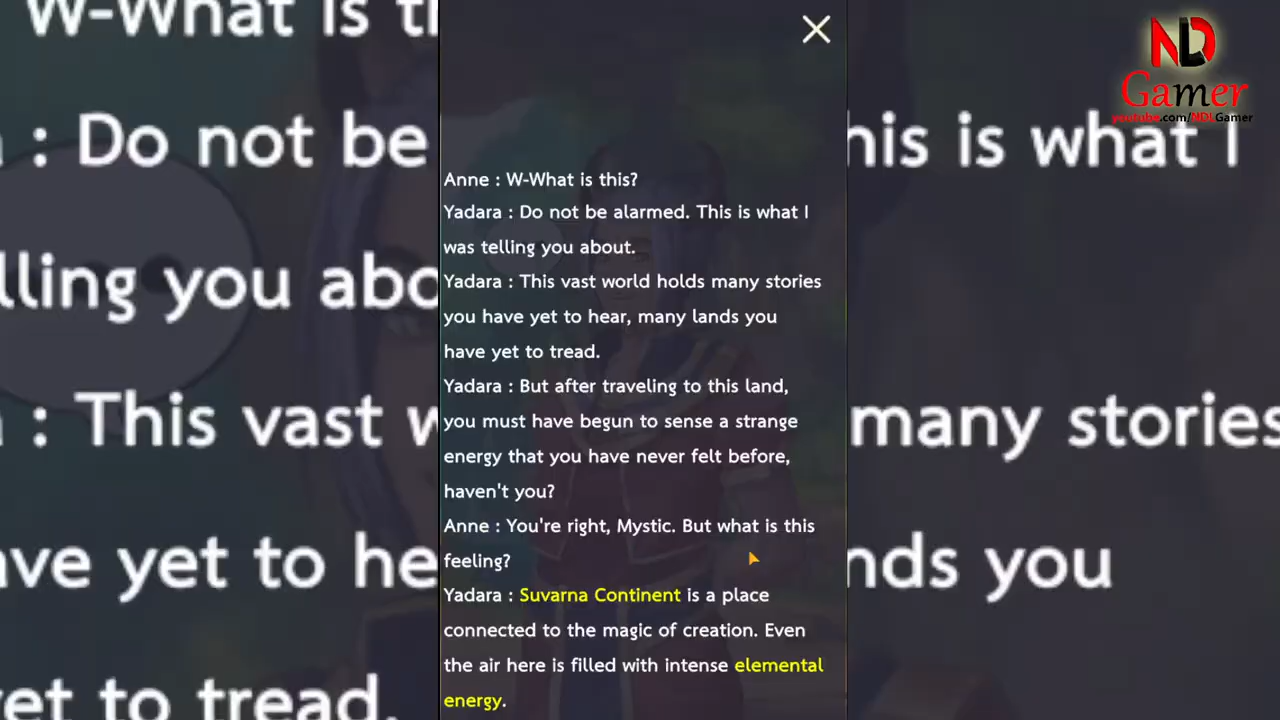 ND
Gamer
youtube.com/NDLGamer
Anne : W-What is this?
Yadara : Do not be alarmed. This is what I
was telling you about.
Yadara : This vast world holds many stories
you have yet to hear, many lands you
have yet to tread.
Yadara : But after traveling to this land,
you must have begun to sense a strange
energy that you have never felt before,
haven't you?
Anne : You're right, Mystic. But what is this
feeling?
Yadara : Suvarna Continent is a place
connected to the magic of creation. Even
the air here is filled with intense elemental
energy.